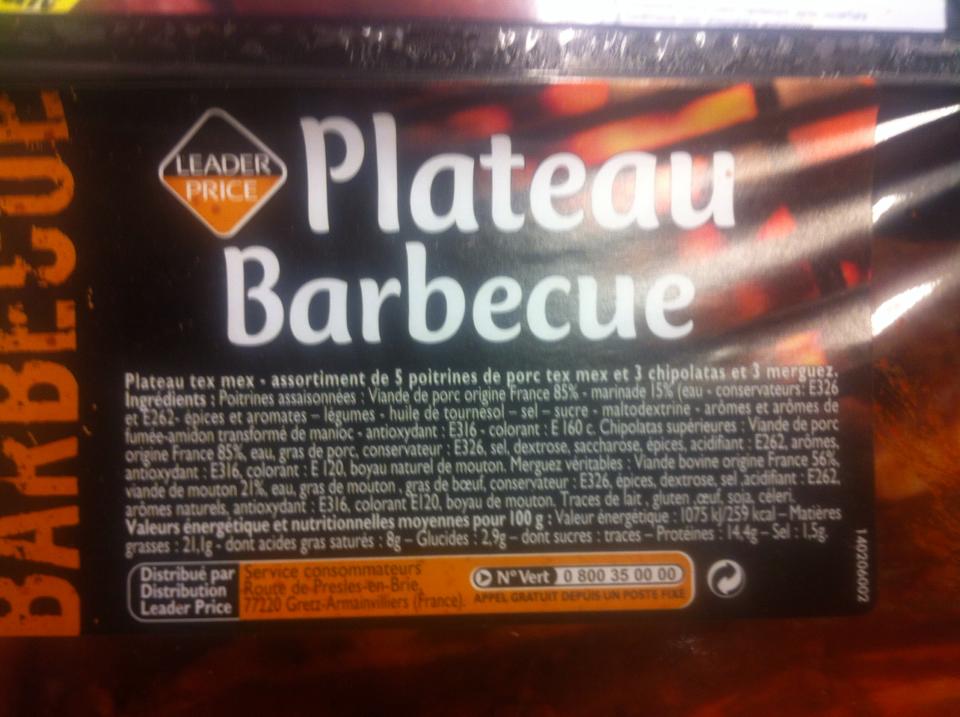 BARBECUE
LEADER
PRICE
Plateau
Barbecue
Plateau tex mex - assortiment de 5 poitrines de porc tex mex et 3 chipolatas et 3 merguez.
Ingrédients : Poitrines assaisonnées : Viande de porc origine France 85% - marinade 15% (eau - conservateurs: E326
et E262- épices et aromates – légumes - huile de tournesol – sel – sucre - maltodextrine - arômes et arômes de
fumée-amidon transformé de manioc - antioxydant : E316 - colorant : E 160 c. Chipolatas supérieures : Viande de porc
origine France 85%, eau, gras de porc, conservateur : E326, sel, dextrose, saccharose, épices, acidifiant : E262, arômes,
antioxydant : E316, colorant : E 120, boyau naturel de mouton. Merguez véritables : Viande bovine origine France 56%,
viande de mouton 21%, eau, gras de mouton , gras de bœuf, conservateur : E326, épices, dextrose, sel ,acidifiant : E262,
arômes naturels, antioxydant : E316, colorant E120, boyau de mouton. Traces de lait , gluten ,œuf, soja, céleri.
Valeurs énergétique et nutritionnelles moyennes pour 100 g : Valeur énergétique : 1075 kJ/259 kcal – Matières
grasses : 21,1g - dont acides gras saturés : 8g – Glucides : 2,9g – dont sucres : traces – Protéines : 14,4g – Sel : 1,5g.
Distribué par
Distribution
Leader Price
Service consommateurs
Route de-Presles-en-Brie,
77220 Gretz-Armainvilliers (France).
N° Vert 0 800 35 00 00
APPEL GRATUIT DEPUIS UN POSTE FIXE
140206002